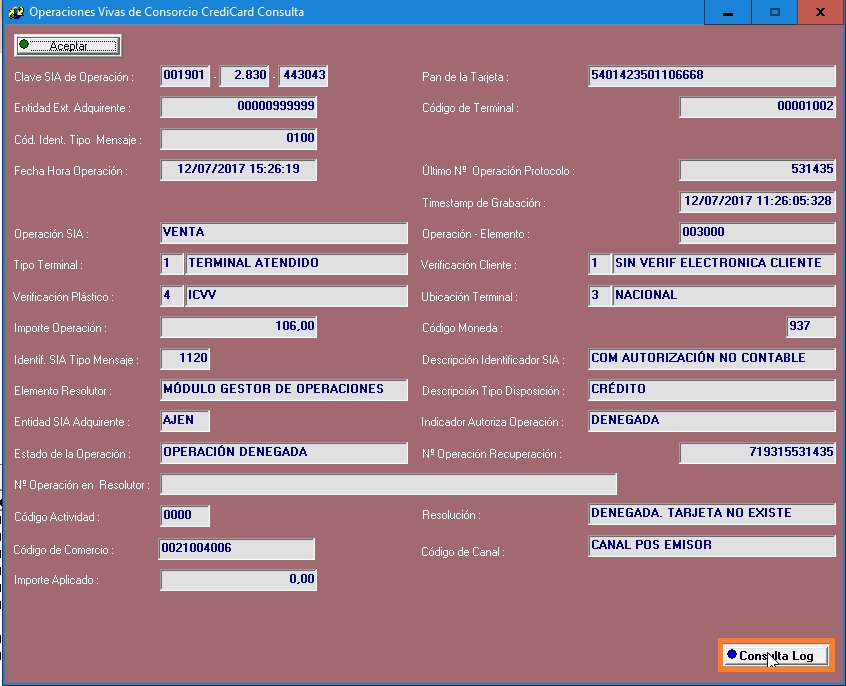 Operaciones Vivas de Consorcio CrediCard Consulta
Aceptar
Clave SIA de Operación : 001901 - 2.830 - 443043 Pan de la Tarjeta : 5401423501106668
Entidad Ext. Adquirente : 00000999999 Código de Terminal : 00001002
Cód. Ident. Tipo Mensaje : 0100
Fecha Hora Operación : 12/07/2017 15:26:19 Último Nº Operación Protocolo : 531435
Timestamp de Grabación : 12/07/2017 11:26:05:328
Operación SIA : VENTA Operación - Elemento : 003000
Tipo Terminal : 1 TERMINAL ATENDIDO Verificación Cliente : 1 SIN VERIF ELECTRONICA CLIENTE
Verificación Plástico : 4 ICVV Ubicación Terminal : 3 NACIONAL
Importe Operación : 106,00 Código Moneda : 937
Identif. SIA Tipo Mensaje : 1120 Descripción Identificador SIA : COM AUTORIZACIÓN NO CONTABLE
Elemento Resolutor : MÓDULO GESTOR DE OPERACIONES Descripción Tipo Disposición : CRÉDITO
Entidad SIA Adquirente : AJEN Indicador Autoriza Operación : DENEGADA
Estado de la Operación : OPERACIÓN DENEGADA Nº Operación Recuperación : 719315531435
Nº Operación en Resolutor :
Código Actividad : 0000 Resolución : DENEGADA. TARJETA NO EXISTE
Código de Comercio : 0021004006 Código de Canal : CANAL POS EMISOR
Importe Aplicado : 0,00
Consulta Log